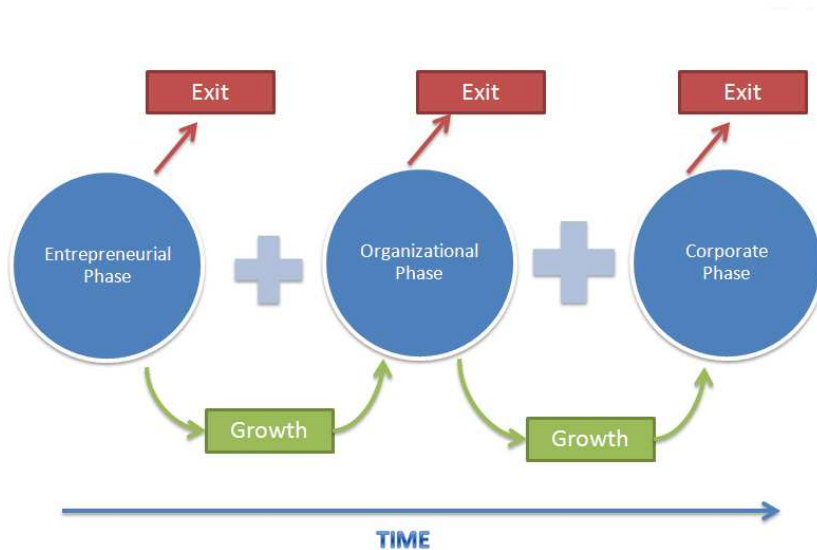 Exit
Exit
Exit
Entrepreneurial
Phase
Organizational
Phase
Corporate
Phase
Growth
Growth
TIME